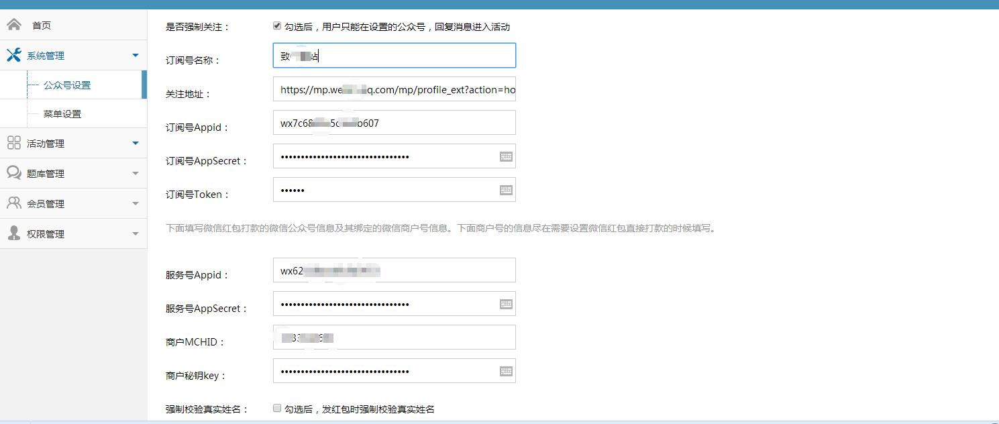 首页
系统管理
公众号设置
菜单设置
活动管理
题库管理
会员管理
权限管理
是否强制关注： 勾选后，用户只能在设置的公众号，回复消息进入活动
订阅号名称： 致 站
关注地址： https://mp.we q.com/mp/profile_ext?action=ho
订阅号Appid： wx7c68 5c b607
订阅号AppSecret： ••••••••••••••••••••••••••••••••
订阅号Token： ••••••
下面填写微信红包打款的微信公众号信息及其绑定的微信商户号信息。下面商户号的信息尽在需要设置微信红包直接打款的时候填写。
服务号Appid： wx62
服务号AppSecret： ••••••••••••••••••••••••••••••••
商户MCHID： 3 6
商户秘钥key： ••••••••••••••••••••••••••••••••
强制校验真实姓名： 勾选后，发红包时强制校验真实姓名